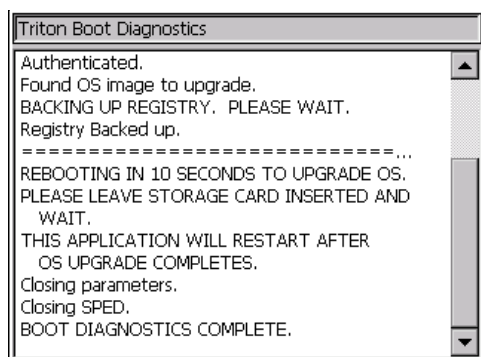 Triton Boot Diagnostics
Authenticated.
Found OS image to upgrade.
BACKING UP REGISTRY. PLEASE WAIT.
Registry Backed up.
============================...
REBOOTING IN 10 SECONDS TO UPGRADE OS.
PLEASE LEAVE STORAGE CARD INSERTED AND
WAIT.
THIS APPLICATION WILL RESTART AFTER
OS UPGRADE COMPLETES.
Closing parameters.
Closing SPED.
BOOT DIAGNOSTICS COMPLETE.